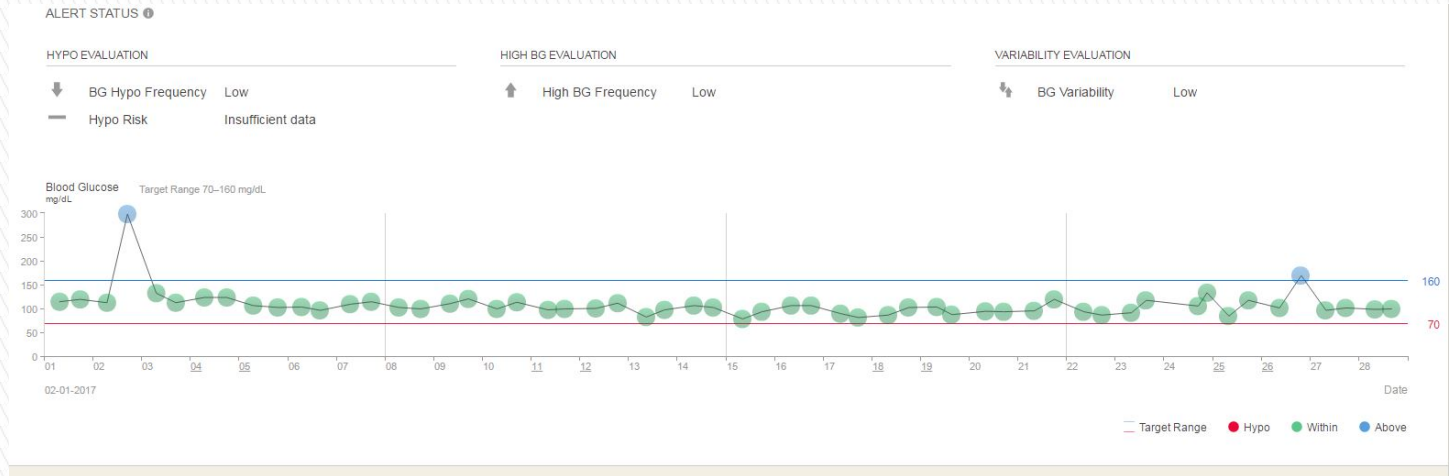 ALERT STATUS
HYPO EVALUATION HIGH BG EVALUATION VARIABILITY EVALUATION
BG Hypo Frequency Low High BG Frequency Low BG Variability Low
Hypo Risk Insufficient data
Blood Glucose Target Range 70–160 mg/dL
mg/dL
300
250
200
150 160
100
50 70
0
01 02 03 04 05 06 07 08 09 10 11 12 13 14 15 16 17 18 19 20 21 22 23 24 25 26 27 28
02-01-2017 Date
Target Range Hypo Within Above